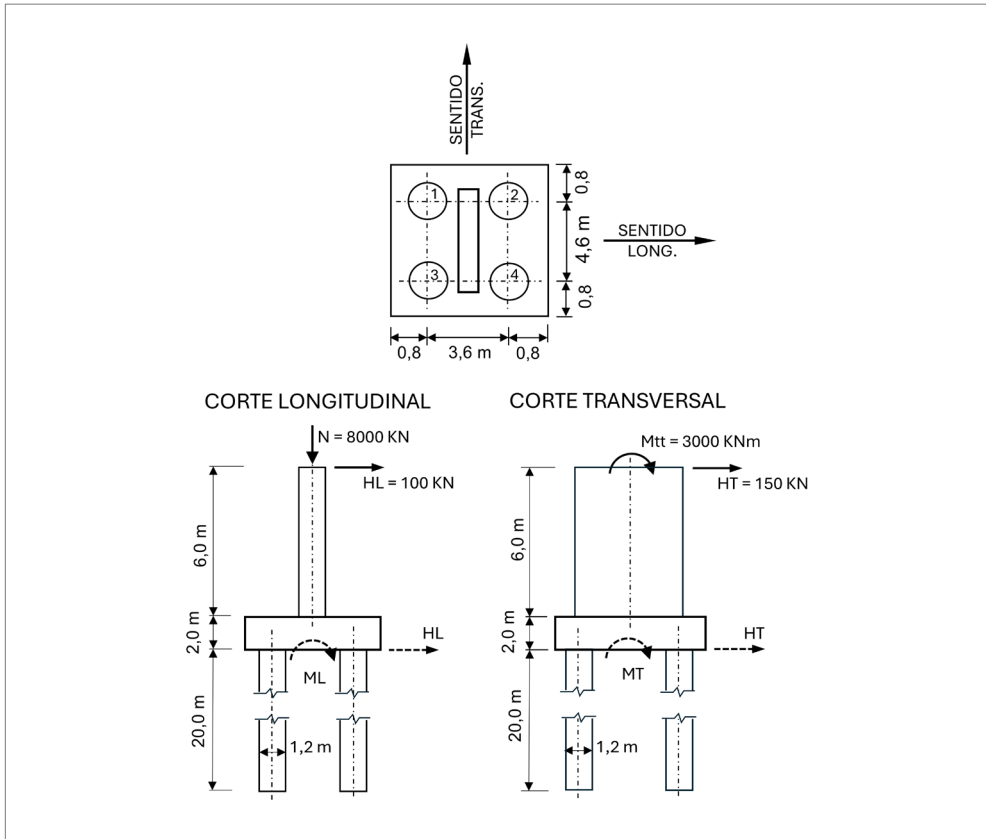 SENTIDO
TRANS.
1
2
3
4
0,8
4,6 m
0,8
SENTIDO
LONG.
0,8
3,6 m
0,8
CORTE LONGITUDINAL
N = 8000 KN
HL = 100 KN
6,0 m
2,0 m
HL
ML
20,0 m
1,2 m
CORTE TRANSVERSAL
Mtt = 3000 KNm
HT = 150 KN
6,0 m
2,0 m
HT
MT
20,0 m
1,2 m